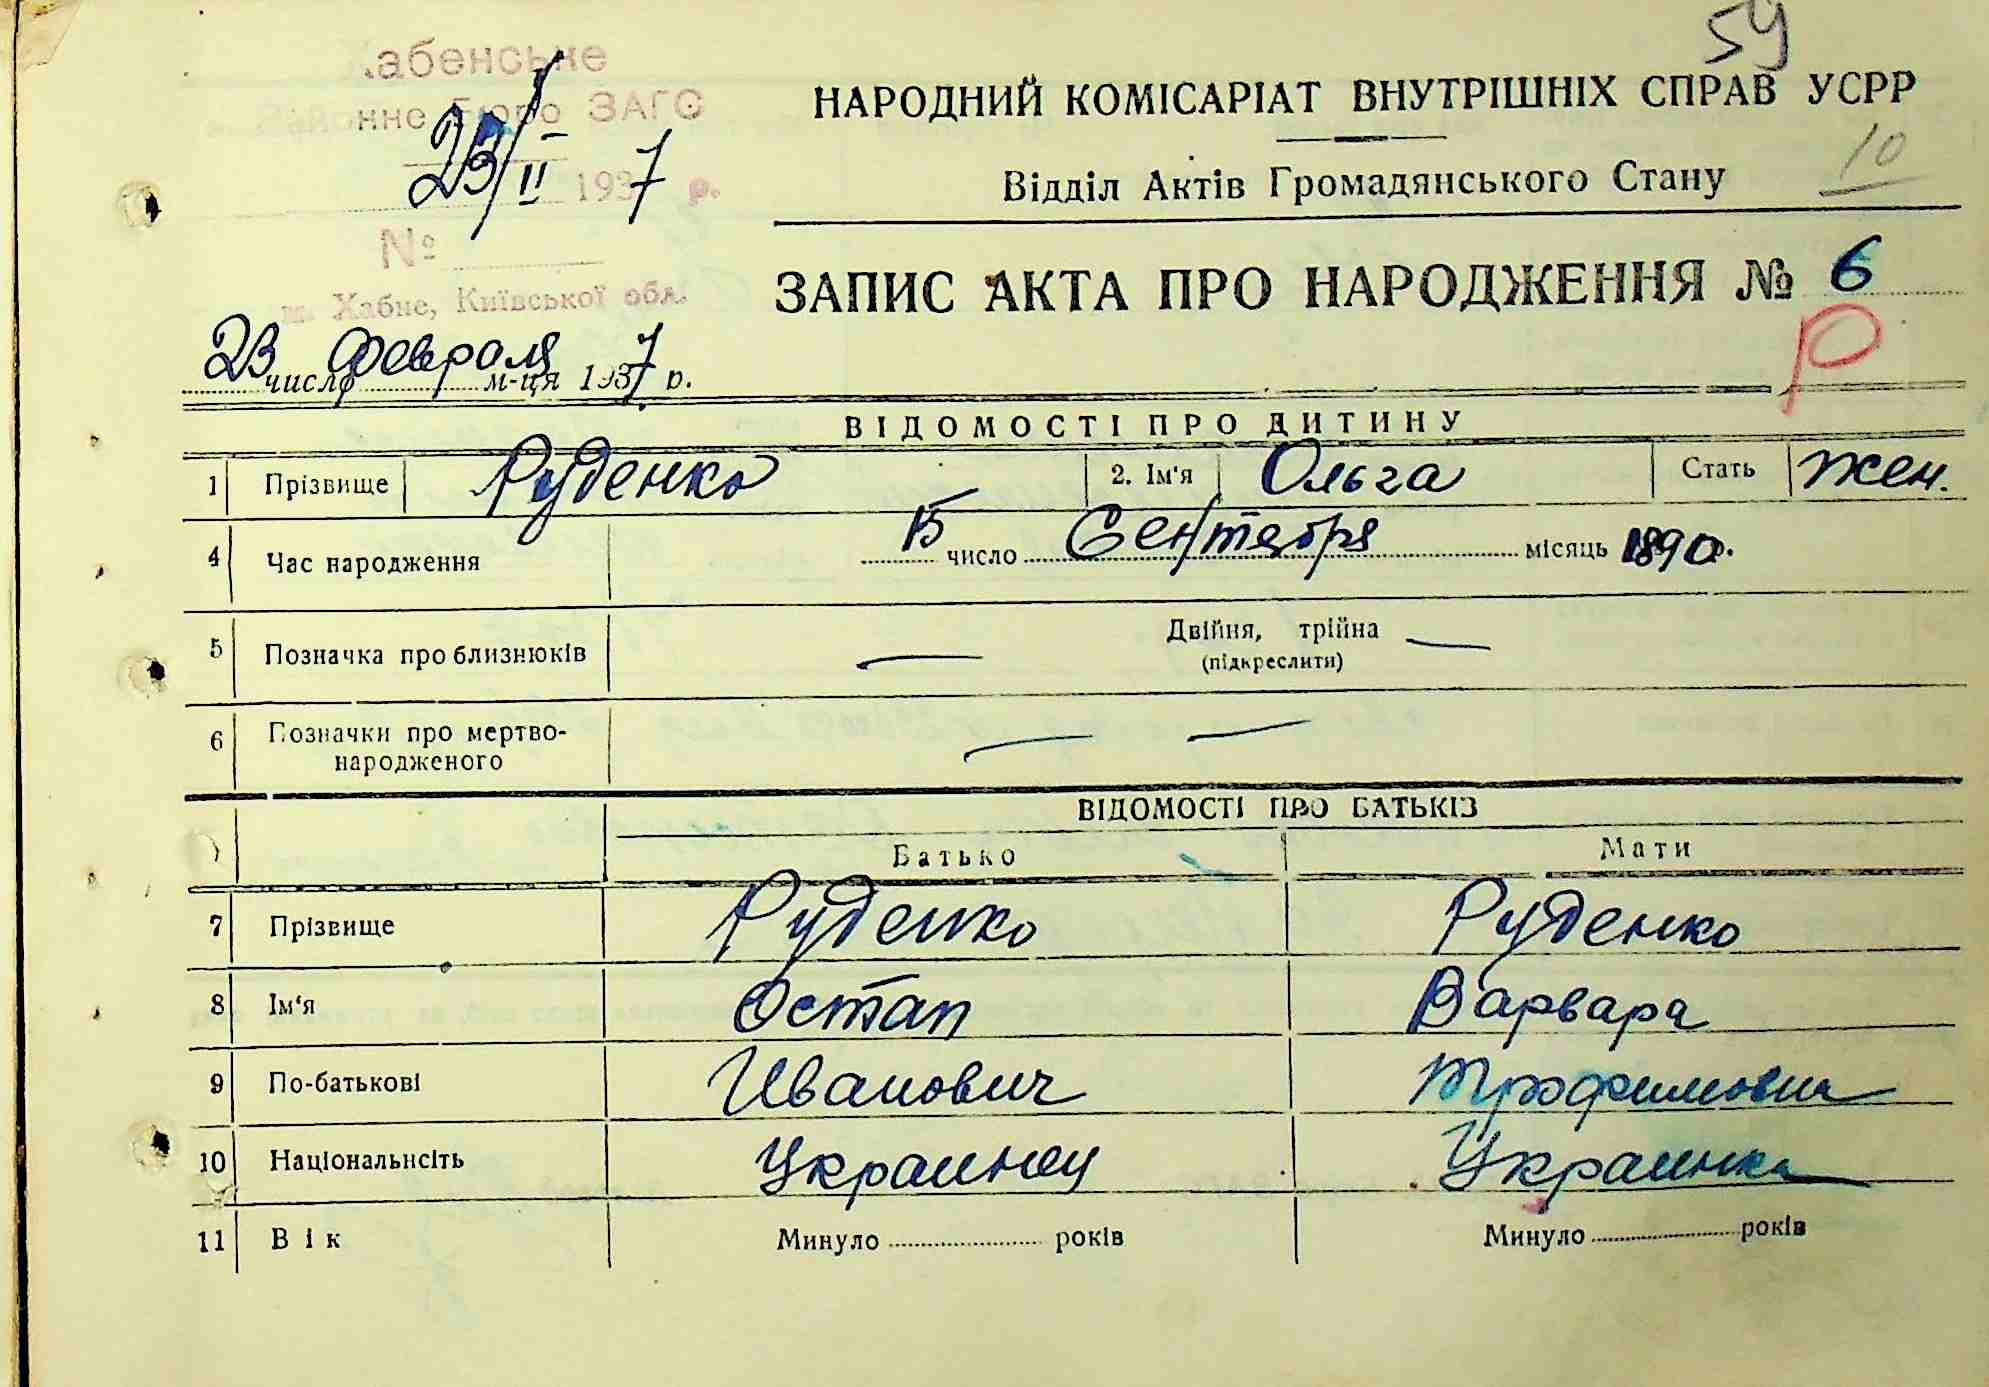 59
Хабенське
Районне Бюро ЗАГС
23/II 1937 р.
№
м. Хабне, Київської обл.
НАРОДНИЙ КОМІСАРІАТ ВНУТРІШНІХ СПРАВ УСРР
10
Відділ Актів Громадянського Стану
ЗАПИС АКТА ПРО НАРОДЖЕННЯ № 6
Р
23 число февраля м-ця 1937 р.
ВІДОМОСТІ ПРО ДИТИНУ
1 Прізвище Руденко 2. Ім'я Ольга Стать жен.
4 Час народження 15 число Сентября місяць 1890 р.
5 Позначка про близнюків — Двійня, трійна —
(підкреслити)
6 Позначки про мертво-
народженого — —
ВІДОМОСТІ ПРО БАТЬКІВ
Батько Мати
7 Прізвище Руденко Руденко
8 Ім'я Остап Варвара
9 По-батькові Иванович Трофимовна
10 Національнсіть Украинец Украинка
11 Вік Минуло років Минуло років